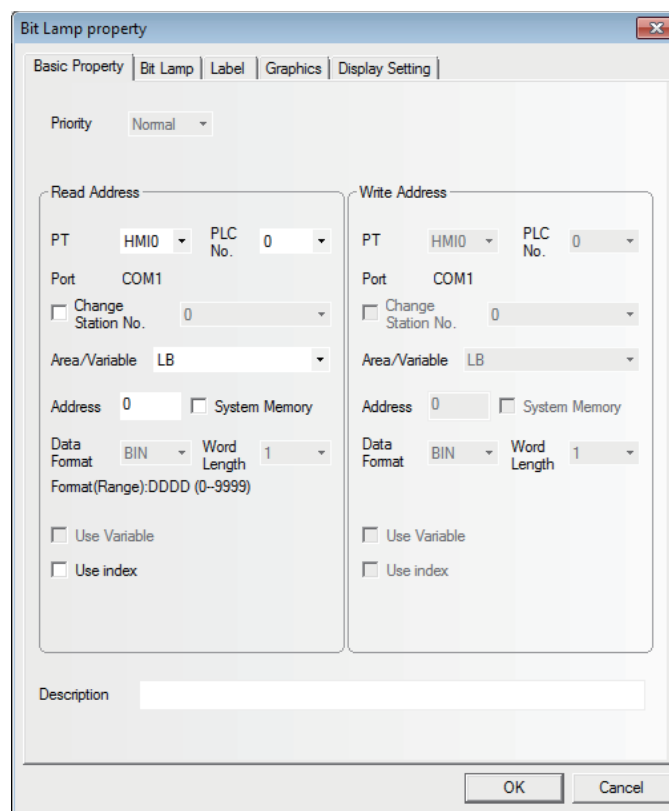 Bit Lamp property
Basic Property Bit Lamp Label Graphics Display Setting
Priority Normal
Read Address
PT HMI0 PLC No. 0
Port COM1
Change Station No. 0
Area/Variable LB
Address 0 System Memory
Data Format BIN Word Length 1
Format(Range):DDDD (0--9999)
Use Variable
Use index
Write Address
PT HMI0 PLC No. 0
Port COM1
Change Station No. 0
Area/Variable LB
Address 0 System Memory
Data Format BIN Word Length 1
Use Variable
Use index
Description
OK Cancel